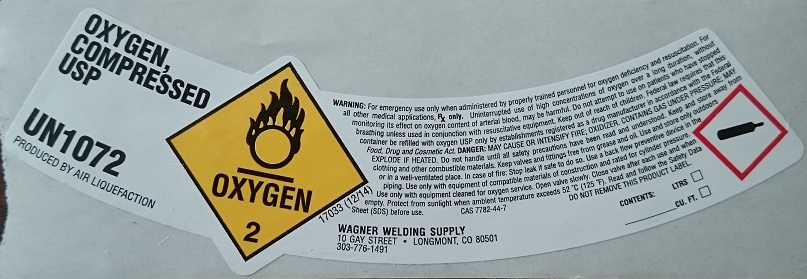 OXYGEN,
COMPRESSED
USP
UN1072
PRODUCED BY AIR LIQUEFACTION
OXYGEN
2
17033 (12/14)
WARNING: For emergency use only when administered by properly trained personnel for oxygen deficiency and resuscitation. For
all other medical applications, Rx only. Uninterrupted use of high concentrations of oxygen over a long duration, without
monitoring its effect on oxygen content of arterial blood, may be harmful. Do not attempt to use on patients who have stopped
breathing unless used in conjunction with resuscitative equipment. Keep out of reach of children. Federal law requires that this
container be refilled with oxygen USP only by establishments registered as a drug manufacturer in accordance with the Federal
Food, Drug and Cosmetic Act. DANGER: MAY CAUSE OR INTENSIFY FIRE; OXIDIZER. CONTAINS GAS UNDER PRESSURE; MAY
EXPLODE IF HEATED. Do not handle until all safety precautions have been read and understood. Keep and store away from
clothing and other combustible materials. Keep valves and fittings free from grease and oil. Use and store only outdoors
or in a well-ventilated place. In case of fire: Stop leak if safe to do so. Use a back flow preventive device in the
piping. Use only with equipment of compatible materials of construction and rated for cylinder pressure.
Use only with equipment cleaned for oxygen service. Open valve slowly. Close valve after each use and when
empty. Protect from sunlight when ambient temperature exceeds 52 °C (125 °F). Read and follow the Safety Data
Sheet (SDS) before use. CAS 7782-44-7 DO NOT REMOVE THIS PRODUCT LABEL.
WAGNER WELDING SUPPLY
10 GAY STREET • LONGMONT, CO 80501
303-776-1491
CONTENTS: LTRS
CU. FT.